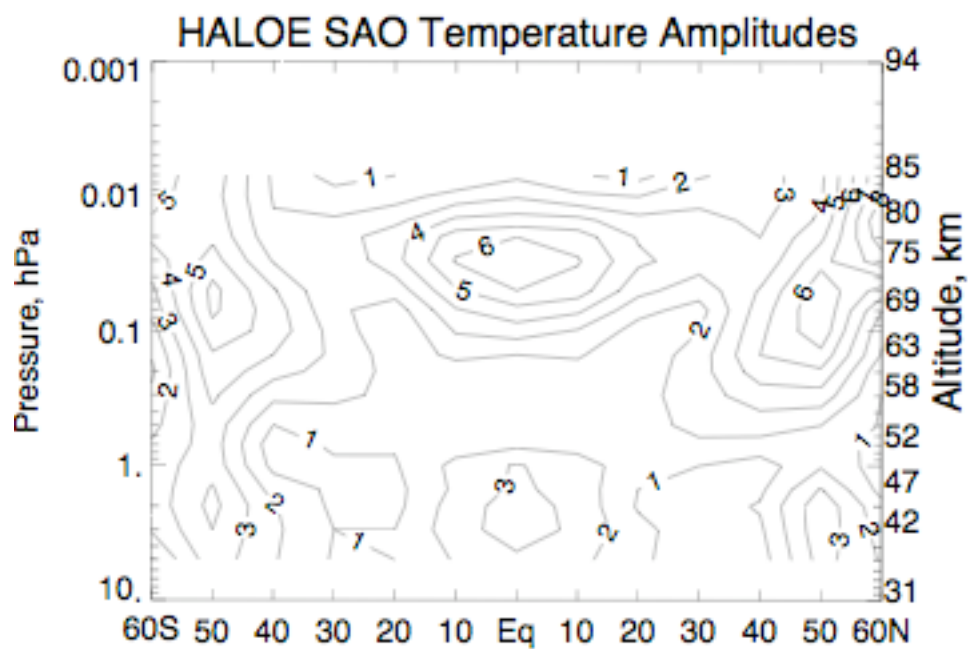 HALOE SAO Temperature Amplitudes
0.001 94
1 1 2 3 85
0.01 5 4 5 6 8 80
4 6 75
4 5 5 6 69
0.1 3 2 63
2 58
1 1 52
1. 3 1 47
2 3 2 3 2 42
1
10. 31
60S 50 40 30 20 10 Eq 10 20 30 40 50 60N
Pressure, hPa
Altitude, km